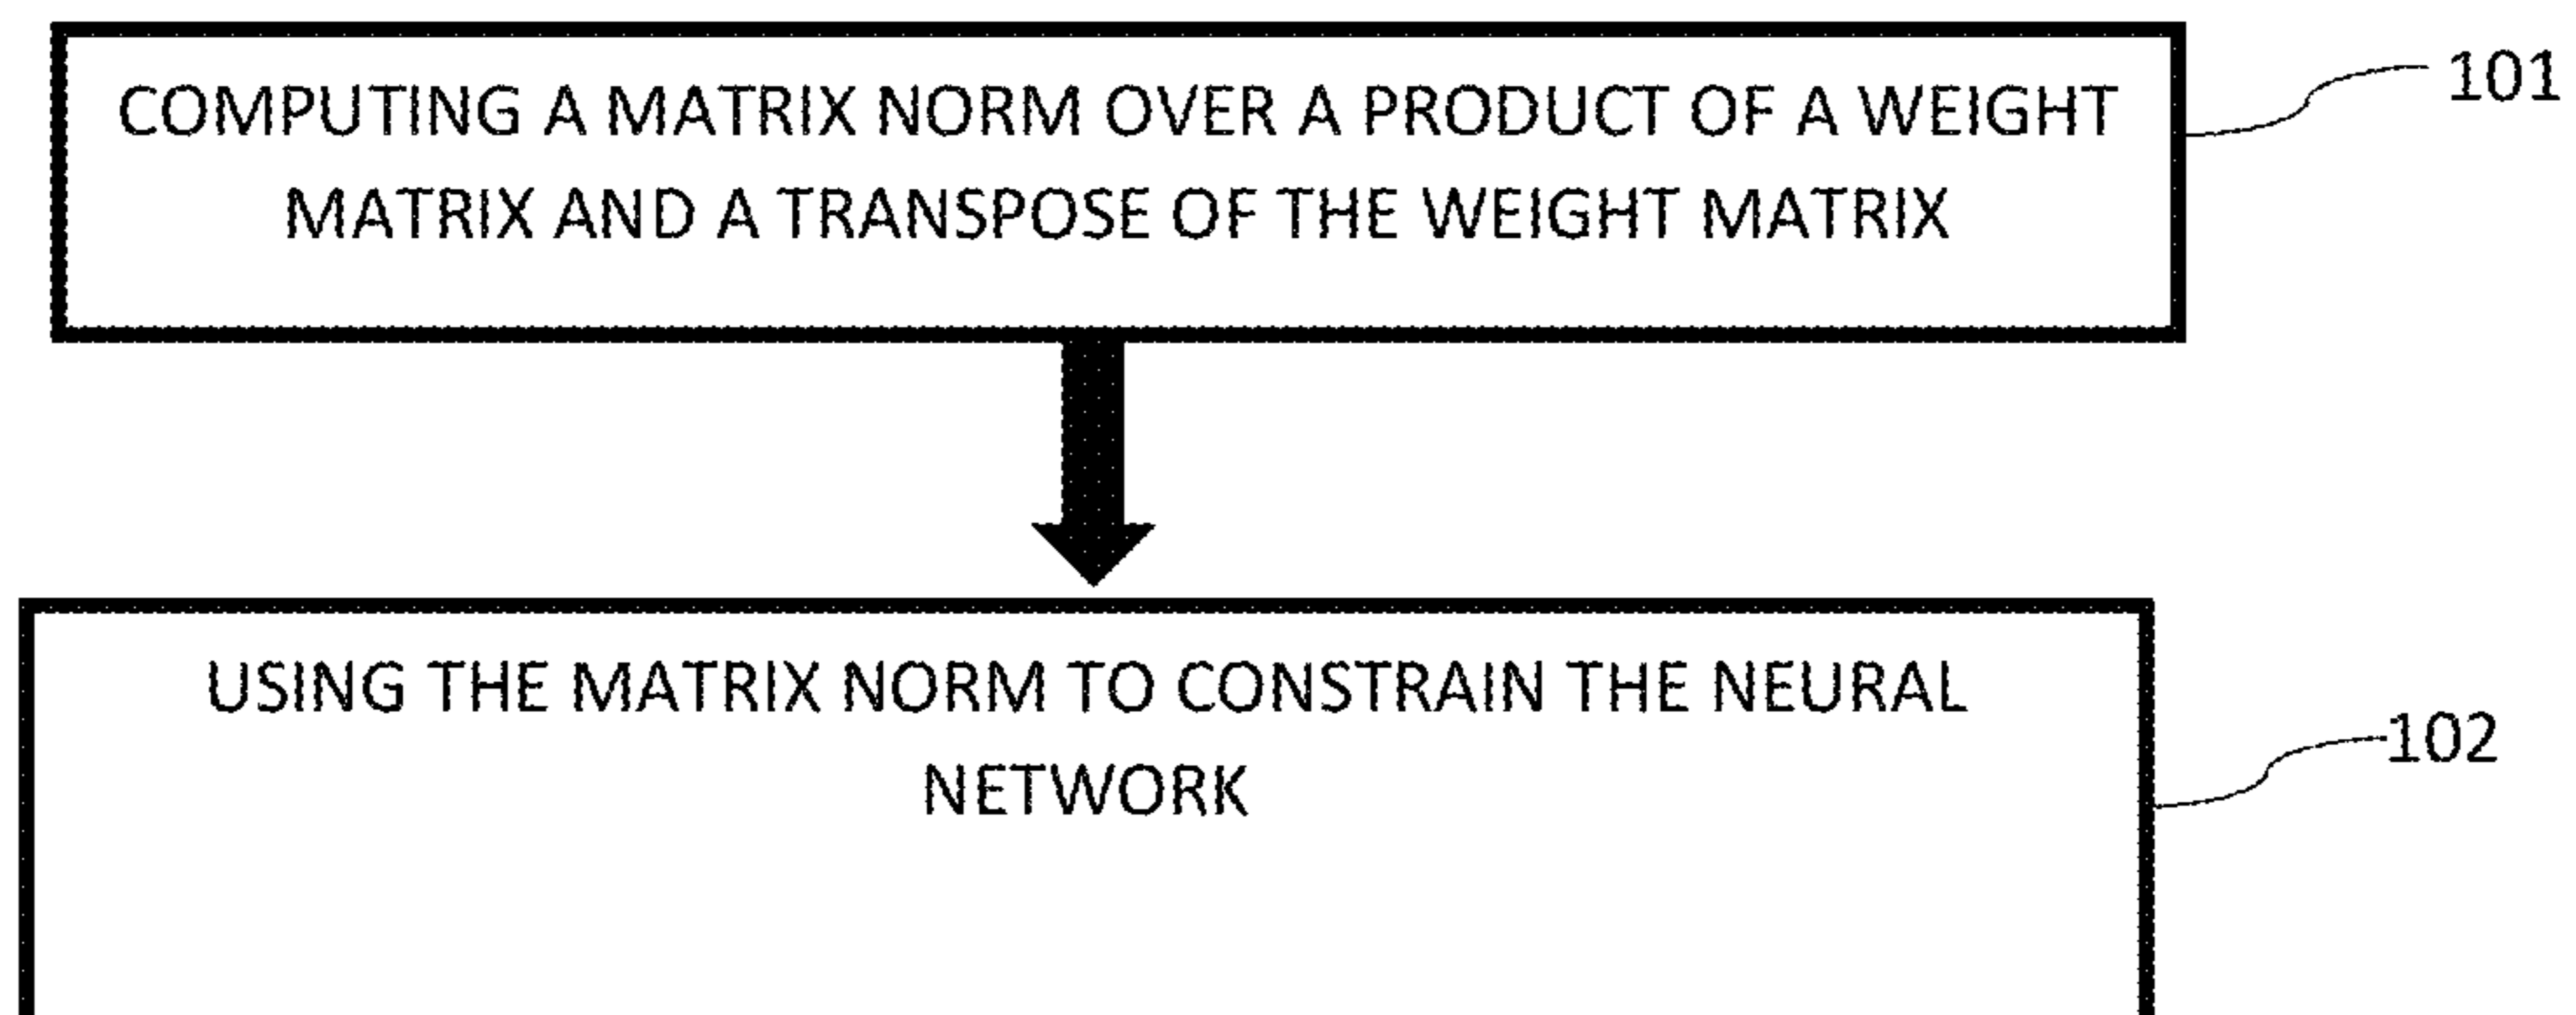 COMPUTING A MATRIX NORM OVER A PRODUCT OF A WEIGHT
MATRIX AND A TRANSPOSE OF THE WEIGHT MATRIX
101
USING THE MATRIX NORM TO CONSTRAIN THE NEURAL
NETWORK
102